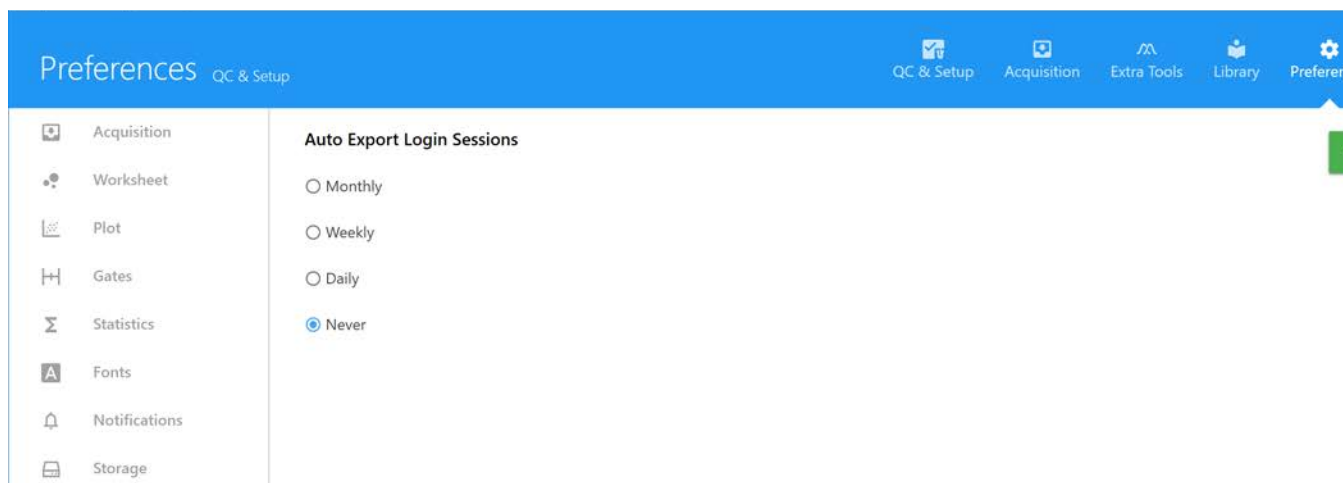 Preferences QC & Setup
QC & Setup Acquisition Extra Tools Library
Acquisition
Worksheet
Plot
Gates
Statistics
Fonts
Notifications
Storage
Auto Export Login Sessions
Monthly
Weekly
Daily
Never